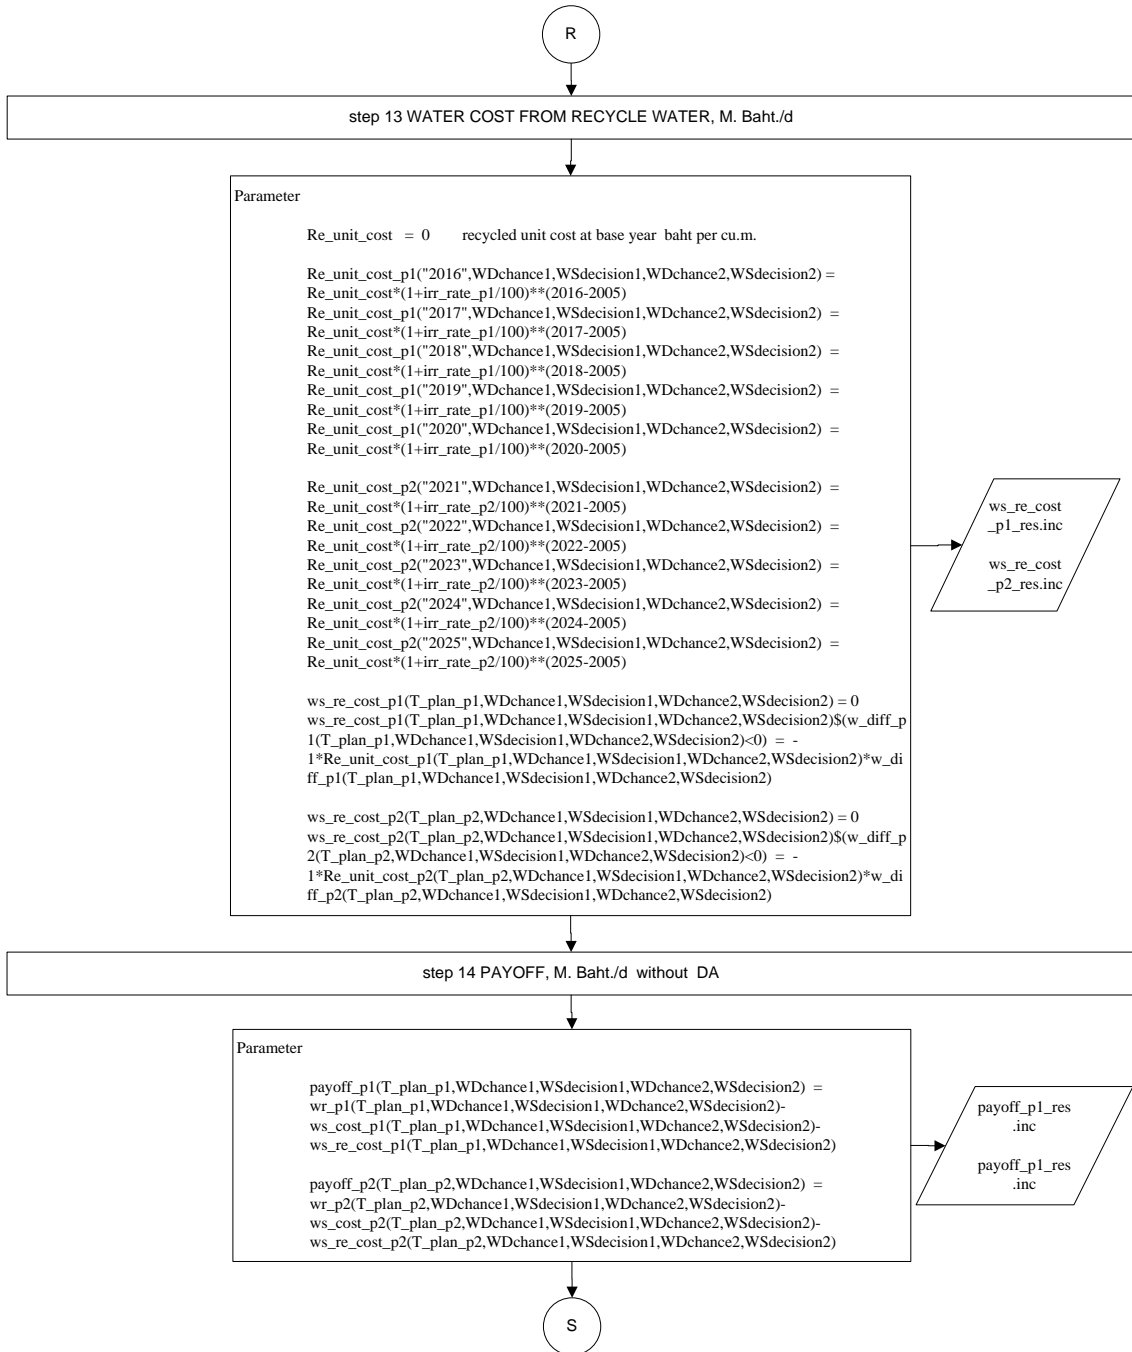 R
step 13 WATER COST FROM RECYCLE WATER, M. Baht./d
Parameter
Re_unit_cost = 0 recycled unit cost at base year baht per cu.m.
Re_unit_cost_p1("2016",WDchance1,WSdecision1,WDchance2,WSdecision2) =
Re_unit_cost*(1+irr_rate_p1/100)**(2016-2005)
Re_unit_cost_p1("2017",WDchance1,WSdecision1,WDchance2,WSdecision2) =
Re_unit_cost*(1+irr_rate_p1/100)**(2017-2005)
Re_unit_cost_p1("2018",WDchance1,WSdecision1,WDchance2,WSdecision2) =
Re_unit_cost*(1+irr_rate_p1/100)**(2018-2005)
Re_unit_cost_p1("2019",WDchance1,WSdecision1,WDchance2,WSdecision2) =
Re_unit_cost*(1+irr_rate_p1/100)**(2019-2005)
Re_unit_cost_p1("2020",WDchance1,WSdecision1,WDchance2,WSdecision2) =
Re_unit_cost*(1+irr_rate_p1/100)**(2020-2005)
Re_unit_cost_p2("2021",WDchance1,WSdecision1,WDchance2,WSdecision2) =
Re_unit_cost*(1+irr_rate_p2/100)**(2021-2005)
Re_unit_cost_p2("2022",WDchance1,WSdecision1,WDchance2,WSdecision2) =
Re_unit_cost*(1+irr_rate_p2/100)**(2022-2005)
Re_unit_cost_p2("2023",WDchance1,WSdecision1,WDchance2,WSdecision2) =
Re_unit_cost*(1+irr_rate_p2/100)**(2023-2005)
Re_unit_cost_p2("2024",WDchance1,WSdecision1,WDchance2,WSdecision2) =
Re_unit_cost*(1+irr_rate_p2/100)**(2024-2005)
Re_unit_cost_p2("2025",WDchance1,WSdecision1,WDchance2,WSdecision2) =
Re_unit_cost*(1+irr_rate_p2/100)**(2025-2005)
ws_re_cost_p1(T_plan_p1,WDchance1,WSdecision1,WDchance2,WSdecision2) = 0
ws_re_cost_p1(T_plan_p1,WDchance1,WSdecision1,WDchance2,WSdecision2)$(w_diff_p
1(T_plan_p1,WDchance1,WSdecision1,WDchance2,WSdecision2)<0) = -
1*Re_unit_cost_p1(T_plan_p1,WDchance1,WSdecision1,WDchance2,WSdecision2)*w_di
ff_p1(T_plan_p1,WDchance1,WSdecision1,WDchance2,WSdecision2)
ws_re_cost_p2(T_plan_p2,WDchance1,WSdecision1,WDchance2,WSdecision2) = 0
ws_re_cost_p2(T_plan_p2,WDchance1,WSdecision1,WDchance2,WSdecision2)$(w_diff_p
2(T_plan_p2,WDchance1,WSdecision1,WDchance2,WSdecision2)<0) = -
1*Re_unit_cost_p2(T_plan_p2,WDchance1,WSdecision1,WDchance2,WSdecision2)*w_di
ff_p2(T_plan_p2,WDchance1,WSdecision1,WDchance2,WSdecision2)
ws_re_cost
_p1_res.inc
ws_re_cost
_p2_res.inc
step 14 PAYOFF, M. Baht./d without DA
Parameter
payoff_p1(T_plan_p1,WDchance1,WSdecision1,WDchance2,WSdecision2) =
wr_p1(T_plan_p1,WDchance1,WSdecision1,WDchance2,WSdecision2)-
ws_cost_p1(T_plan_p1,WDchance1,WSdecision1,WDchance2,WSdecision2)-
ws_re_cost_p1(T_plan_p1,WDchance1,WSdecision1,WDchance2,WSdecision2)
payoff_p2(T_plan_p2,WDchance1,WSdecision1,WDchance2,WSdecision2) =
wr_p2(T_plan_p2,WDchance1,WSdecision1,WDchance2,WSdecision2)-
ws_cost_p2(T_plan_p2,WDchance1,WSdecision1,WDchance2,WSdecision2)-
ws_re_cost_p2(T_plan_p2,WDchance1,WSdecision1,WDchance2,WSdecision2)
payoff_p1_res
.inc
payoff_p1_res
.inc
S